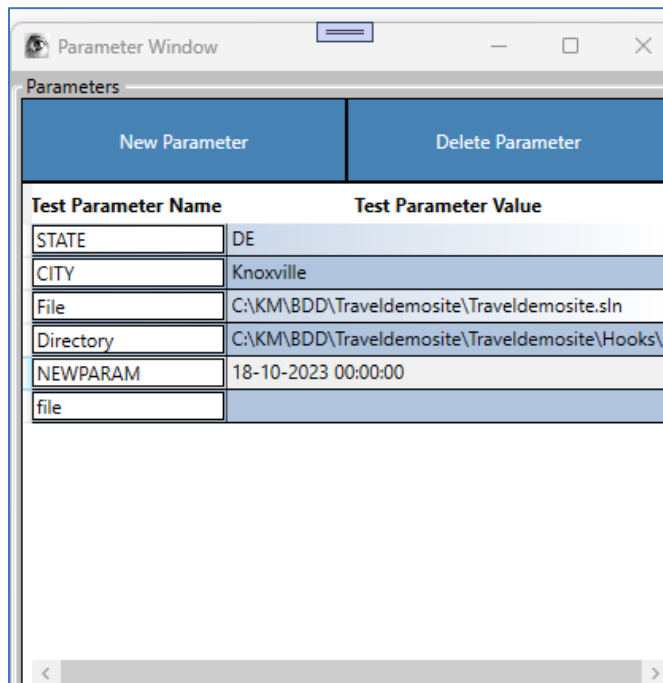 Parameter Window
Parameters
New Parameter Delete Parameter
Test Parameter Name Test Parameter Value
STATE DE
CITY Knoxville
File C:\KM\BDD\Traveldemosite\Traveldemosite.sln
Directory C:\KM\BDD\Traveldemosite\Traveldemosite\Hooks\
NEWPARAM 18-10-2023 00:00:00
file